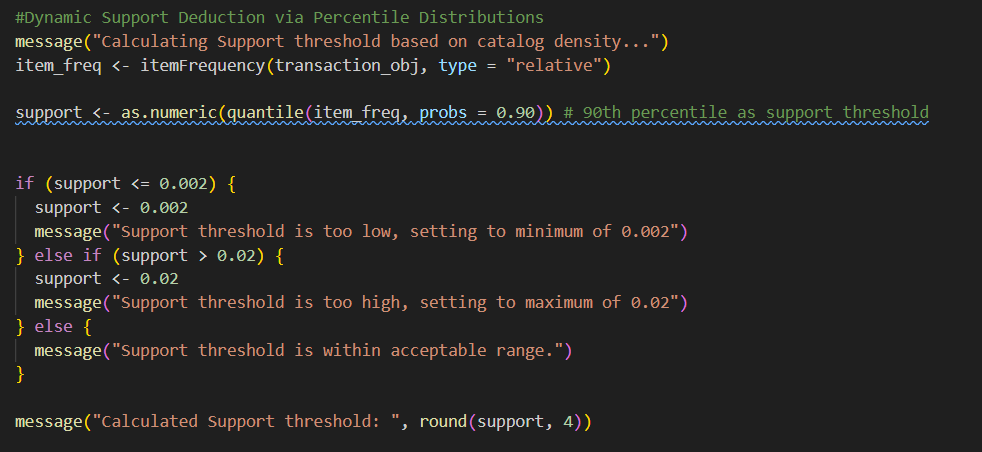 #Dynamic Support Deduction via Percentile Distributions
message("Calculating Support threshold based on catalog density...")
item_freq <- itemFrequency(transaction_obj, type = "relative")
support <- as.numeric(quantile(item_freq, probs = 0.90)) # 90th percentile as support threshold
if (support <= 0.002) {
  support <- 0.002
  message("Support threshold is too low, setting to minimum of 0.002")
} else if (support > 0.02) {
  support <- 0.02
  message("Support threshold is too high, setting to maximum of 0.02")
} else {
  message("Support threshold is within acceptable range.")
}
message("Calculated Support threshold: ", round(support, 4))